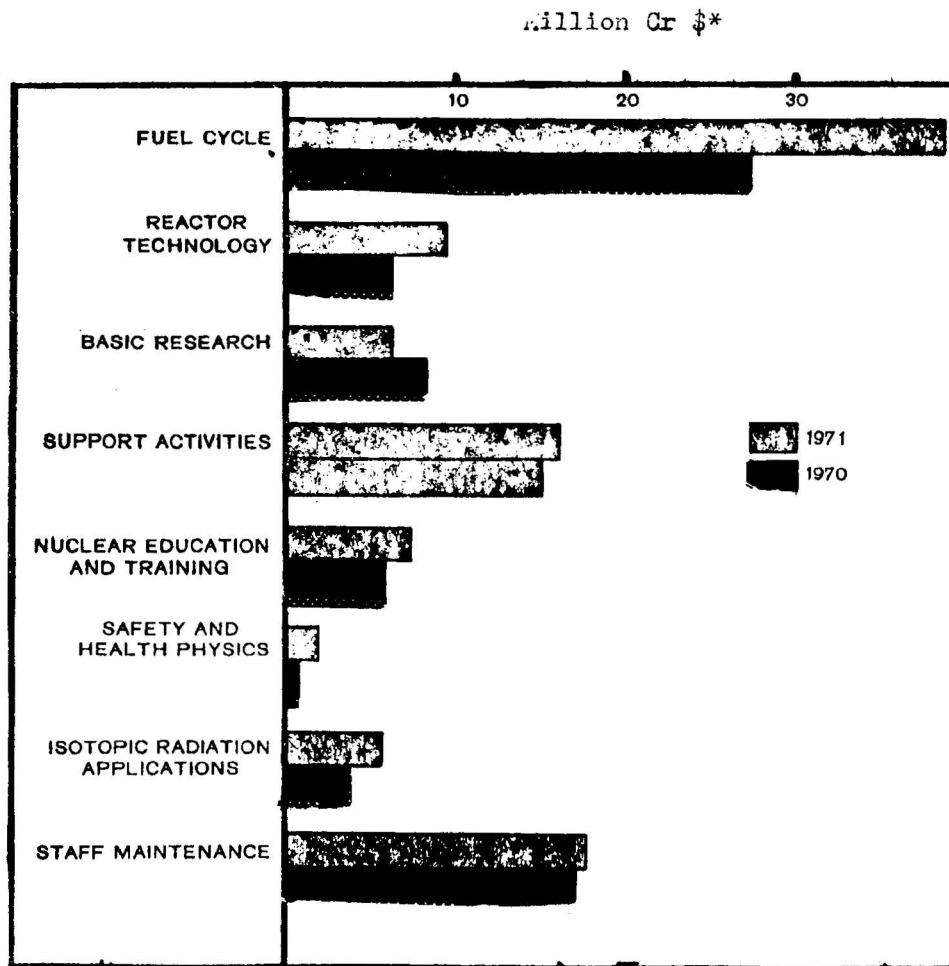 Million Cr $*
10 20 30
FUEL CYCLE
REACTOR
TECHNOLOGY
BASIC RESEARCH
SUPPORT ACTIVITIES
1971
1970
NUCLEAR EDUCATION
AND TRAINING
SAFETY AND
HEALTH PHYSICS
ISOTOPIC RADIATION
APPLICATIONS
STAFF MAINTENANCE